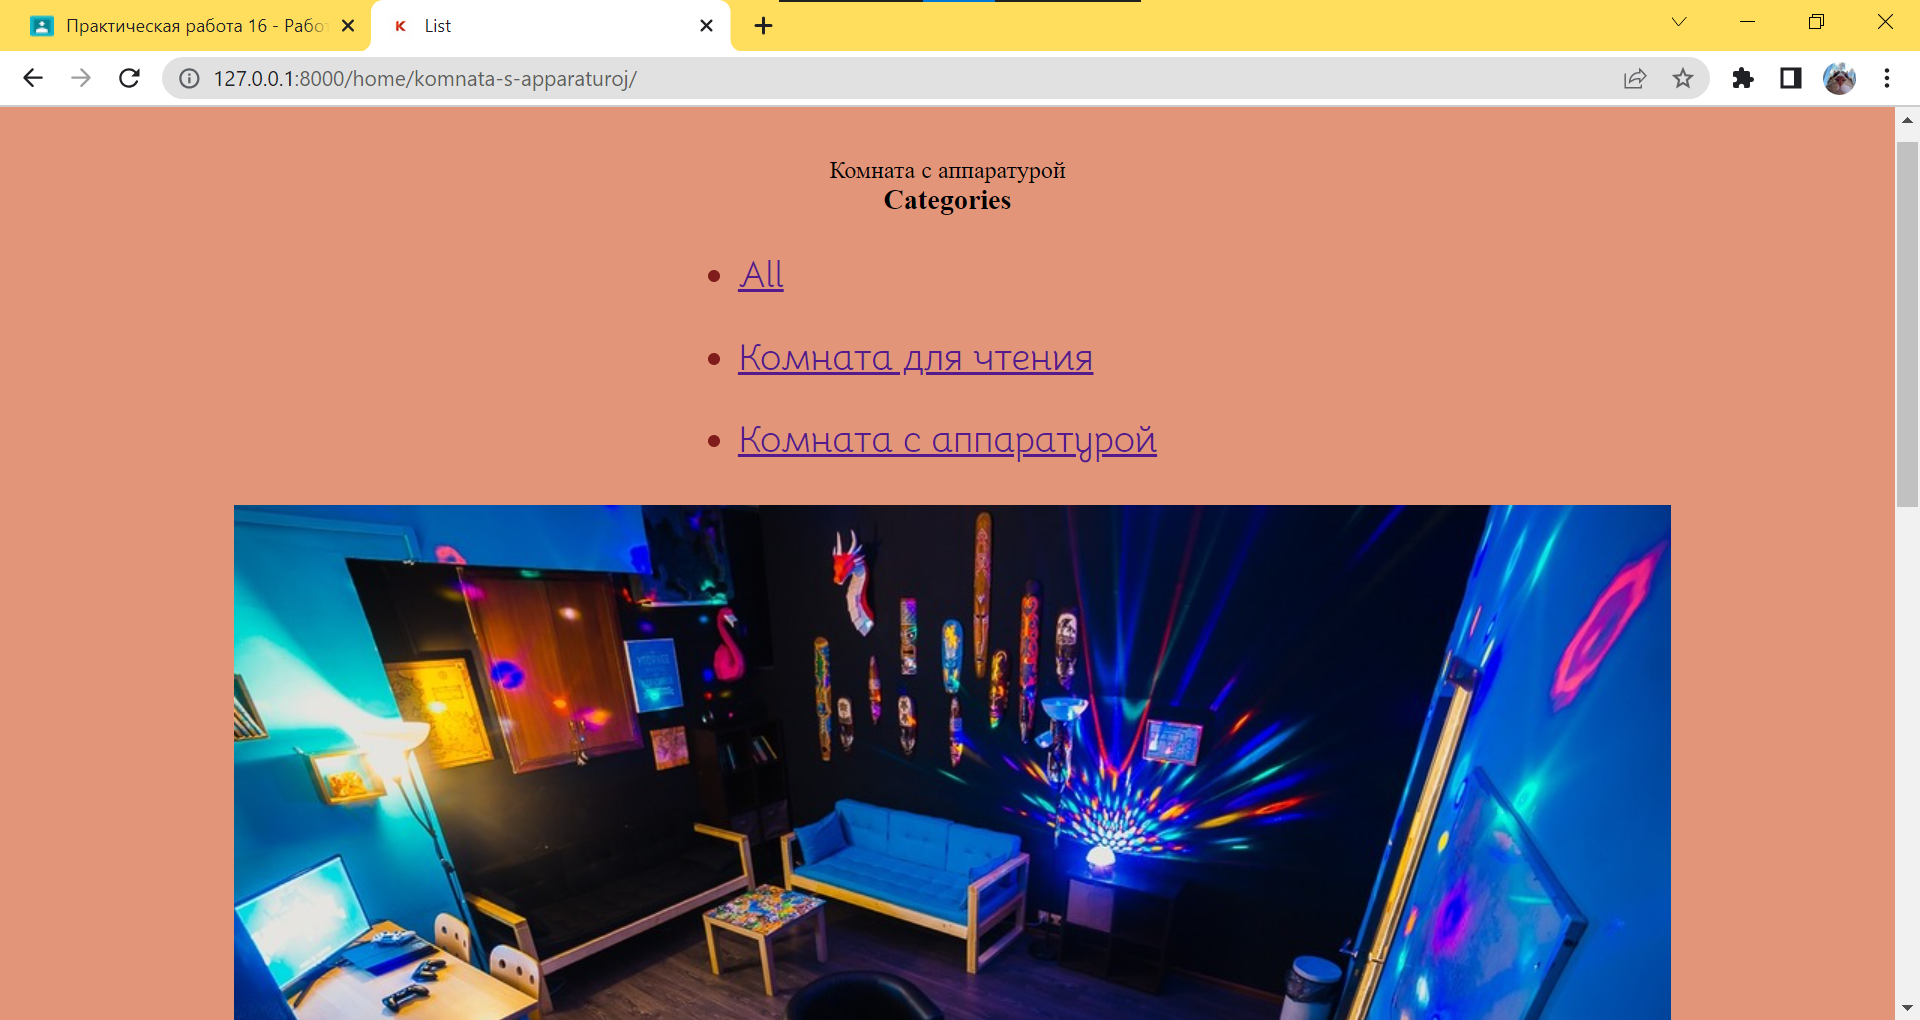 Практическая работа 16 - Рабо
K
List
127.0.0.1:8000/home/komnata-s-apparaturoj/
Комната с аппаратурой
Categories
All
Комната для чтения
Комната с аппаратурой